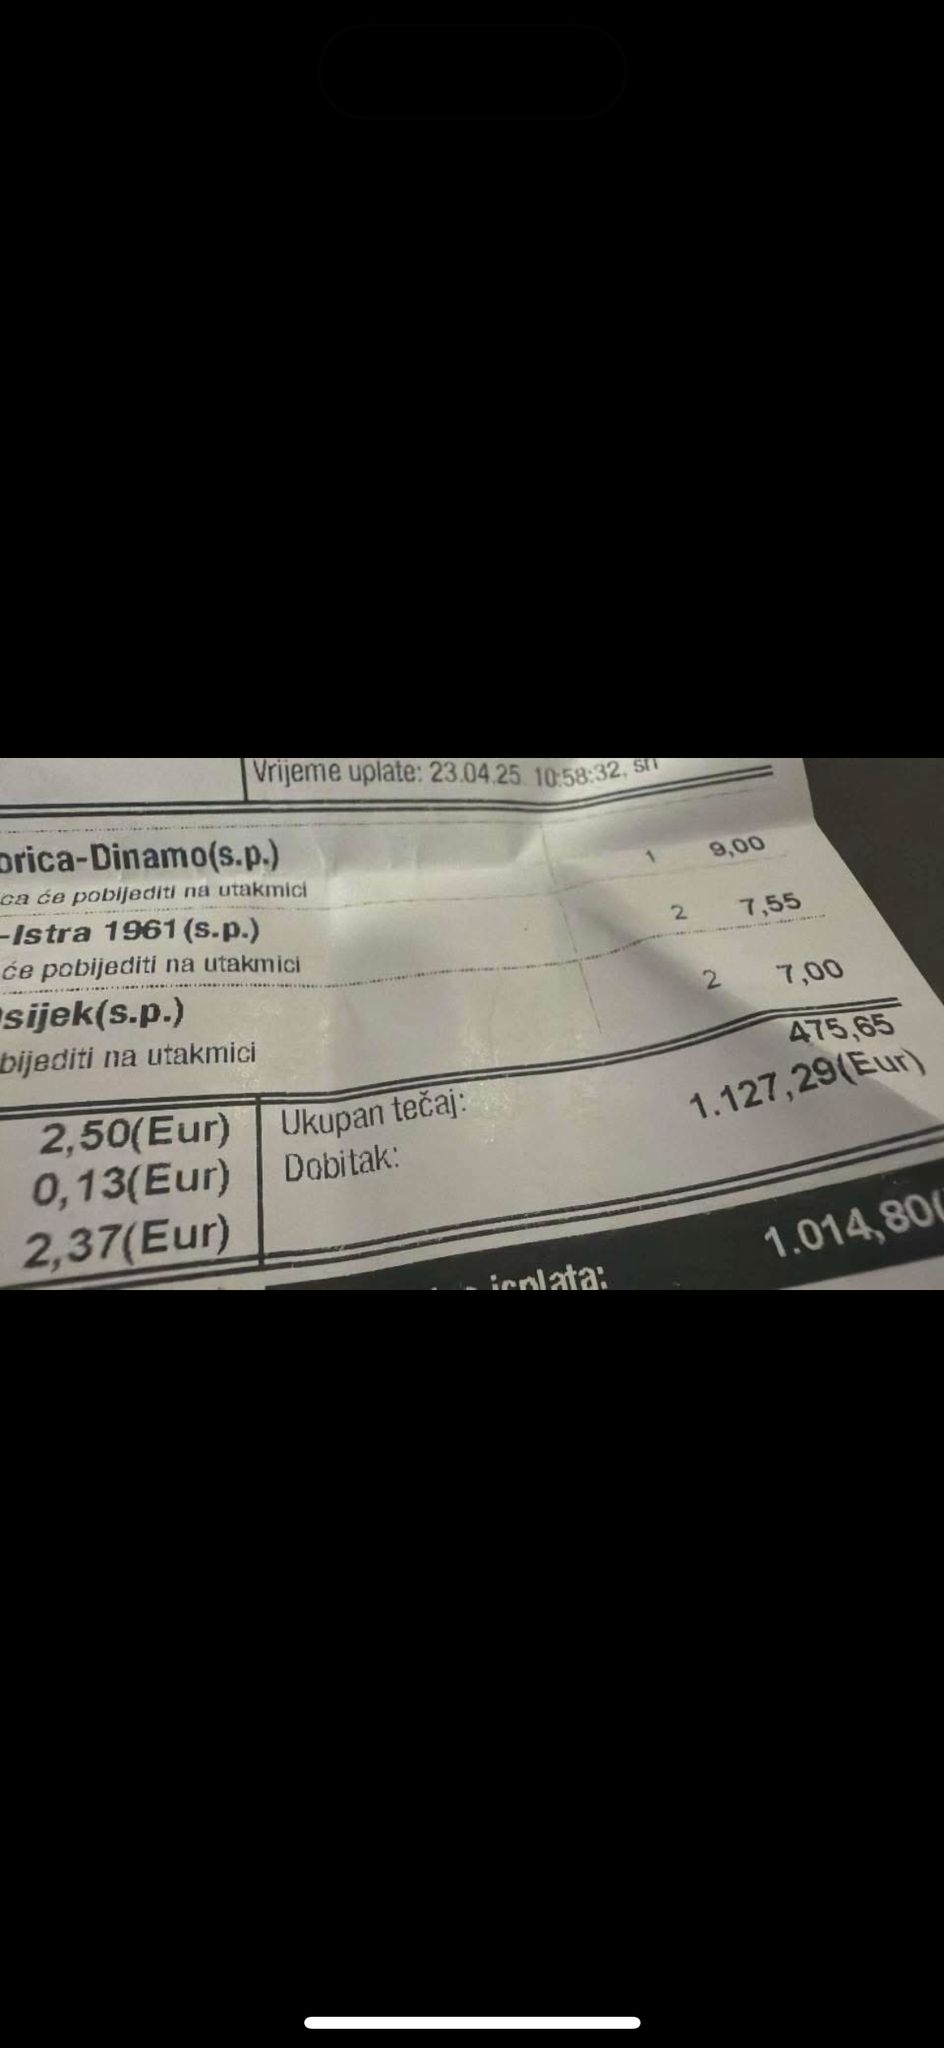 Vrijeme uplate: 23.04.25 10:58:32, sri
orica-Dinamo(s.p.) 1 9,00
ca će pobijediti na utakmici
-Istra 1961(s.p.) 2 7,55
će pobijediti na utakmici
sijek(s.p.) 2 7,00
bijediti na utakmici
475,65
2,50(Eur) Ukupan tečaj: 1.127,29(Eur)
0,13(Eur) Dobitak:
2,37(Eur)
isplata: 1.014,80(